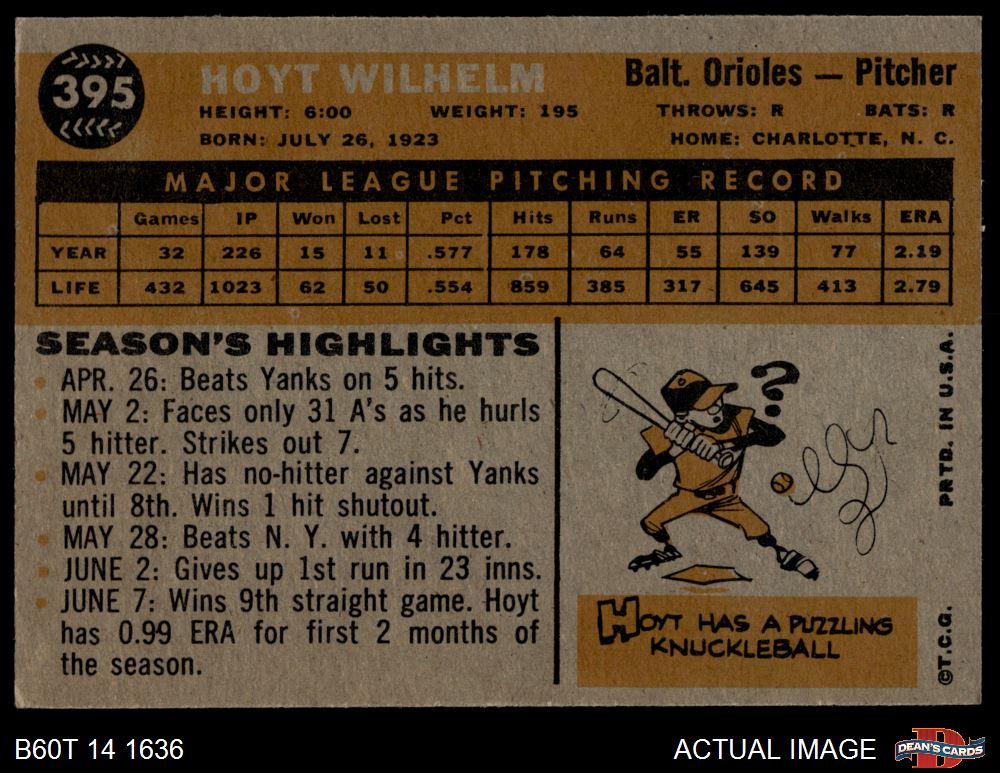 395
HOYT WILHELM
Balt. Orioles — Pitcher
HEIGHT: 6:00 WEIGHT: 195 THROWS: R BATS: R
BORN: JULY 26, 1923 HOME: CHARLOTTE, N. C.
MAJOR LEAGUE PITCHING RECORD
Games IP Won Lost Pct Hits Runs ER SO Walks ERA
YEAR 32 226 15 11 .577 178 64 55 139 77 2.19
LIFE 432 1023 62 50 .554 859 385 317 645 413 2.79
SEASON'S HIGHLIGHTS
APR. 26: Beats Yanks on 5 hits.
MAY 2: Faces only 31 A's as he hurls
5 hitter. Strikes out 7.
MAY 22: Has no-hitter against Yanks
until 8th. Wins 1 hit shutout.
MAY 28: Beats N. Y. with 4 hitter.
JUNE 2: Gives up 1st run in 23 inns.
JUNE 7: Wins 9th straight game. Hoyt
has 0.99 ERA for first 2 months of
the season.
?
HOYT HAS A PUZZLING
KNUCKLEBALL
©T.C.G. PRTD. IN U.S.A.
B60T 14 1636
ACTUAL IMAGE
D
DEAN'S CARDS